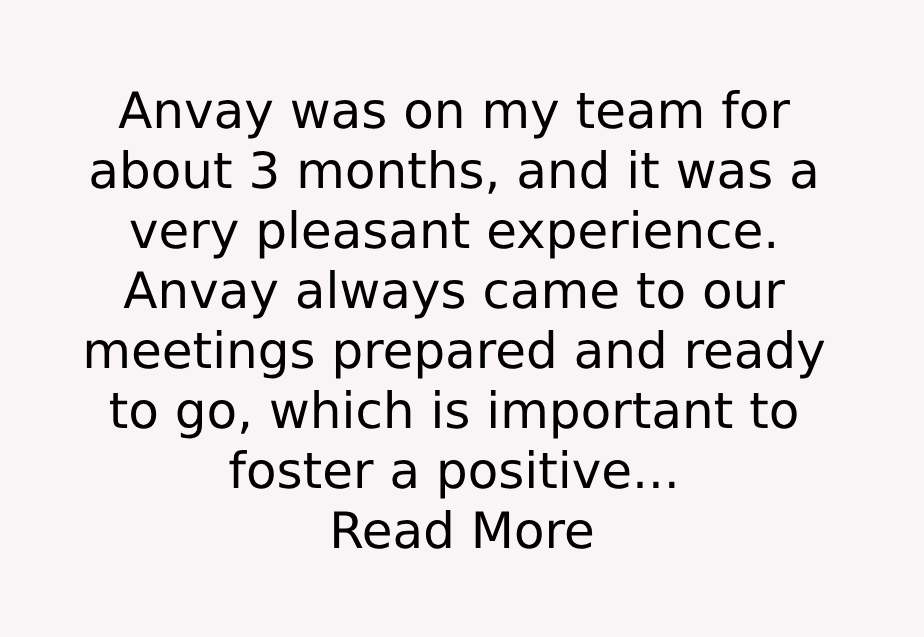 Anvay was on my team for
about 3 months, and it was a
very pleasant experience.
Anvay always came to our
meetings prepared and ready
to go, which is important to
foster a positive...
Read More